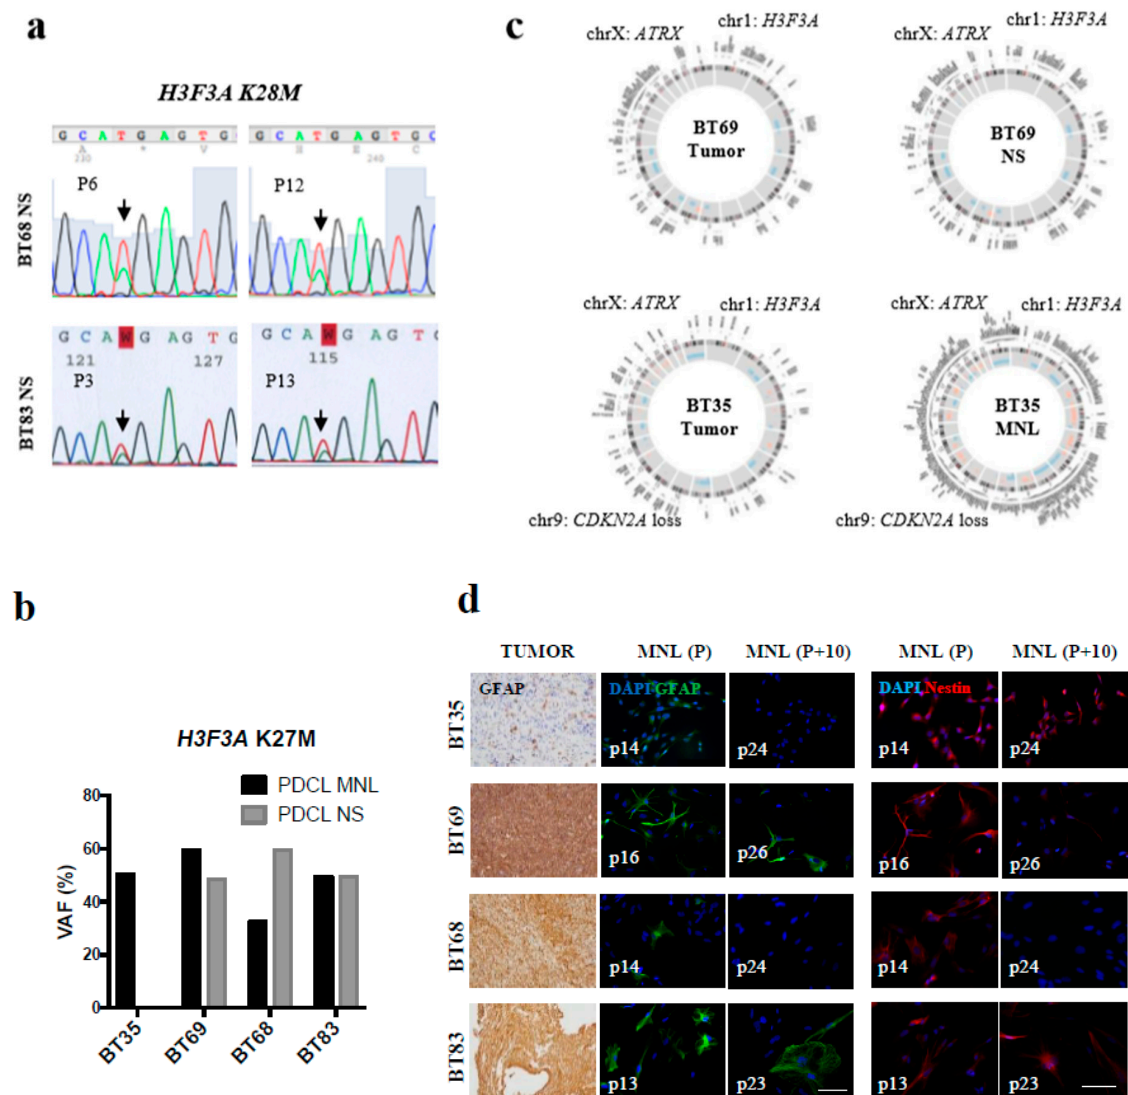 a
H3F3A K28M
G C A T G A G T G
A * V
230
P6
G C A T G A G T G C
H E C
240
P12
BT68 NS
G C A W G A G T G
121 127
P3
G C A W G A G T G
115
P13
BT83 NS
c
chrX: ATRX
chr1: H3F3A
BT69
Tumor
chrX: ATRX
chr1: H3F3A
BT69
NS
chrX: ATRX
chr1: H3F3A
BT35
Tumor
chr9: CDKN2A loss
chrX: ATRX
chr1: H3F3A
BT35
MNL
chr9: CDKN2A loss
b
H3F3A K27M
PDCL MNL
PDCL NS
VAF (%)
80
60
40
20
0
BT35
BT69
BT68
BT83
d
TUMOR MNL (P) MNL (P+10) MNL (P) MNL (P+10)
BT35
GFAP
DAPI GFAP
p14
p24
DAPI Nestin
p14
p24
BT69
p16
p26
p16
p26
BT68
p14
p24
p14
p24
BT83
p13
p23
p13
p23